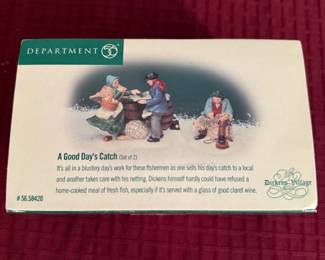 DEPARTMENT 56
A Good Day's Catch (Set of 2)
It's all in a blustery day's work for these fishermen as one sells his day's catch to a local
and another takes care with his netting. Dickens himself hardly could have refused a
home-cooked meal of fresh fish, especially if it's served with a glass of good claret wine.
# 56.58420
Dickens' Village